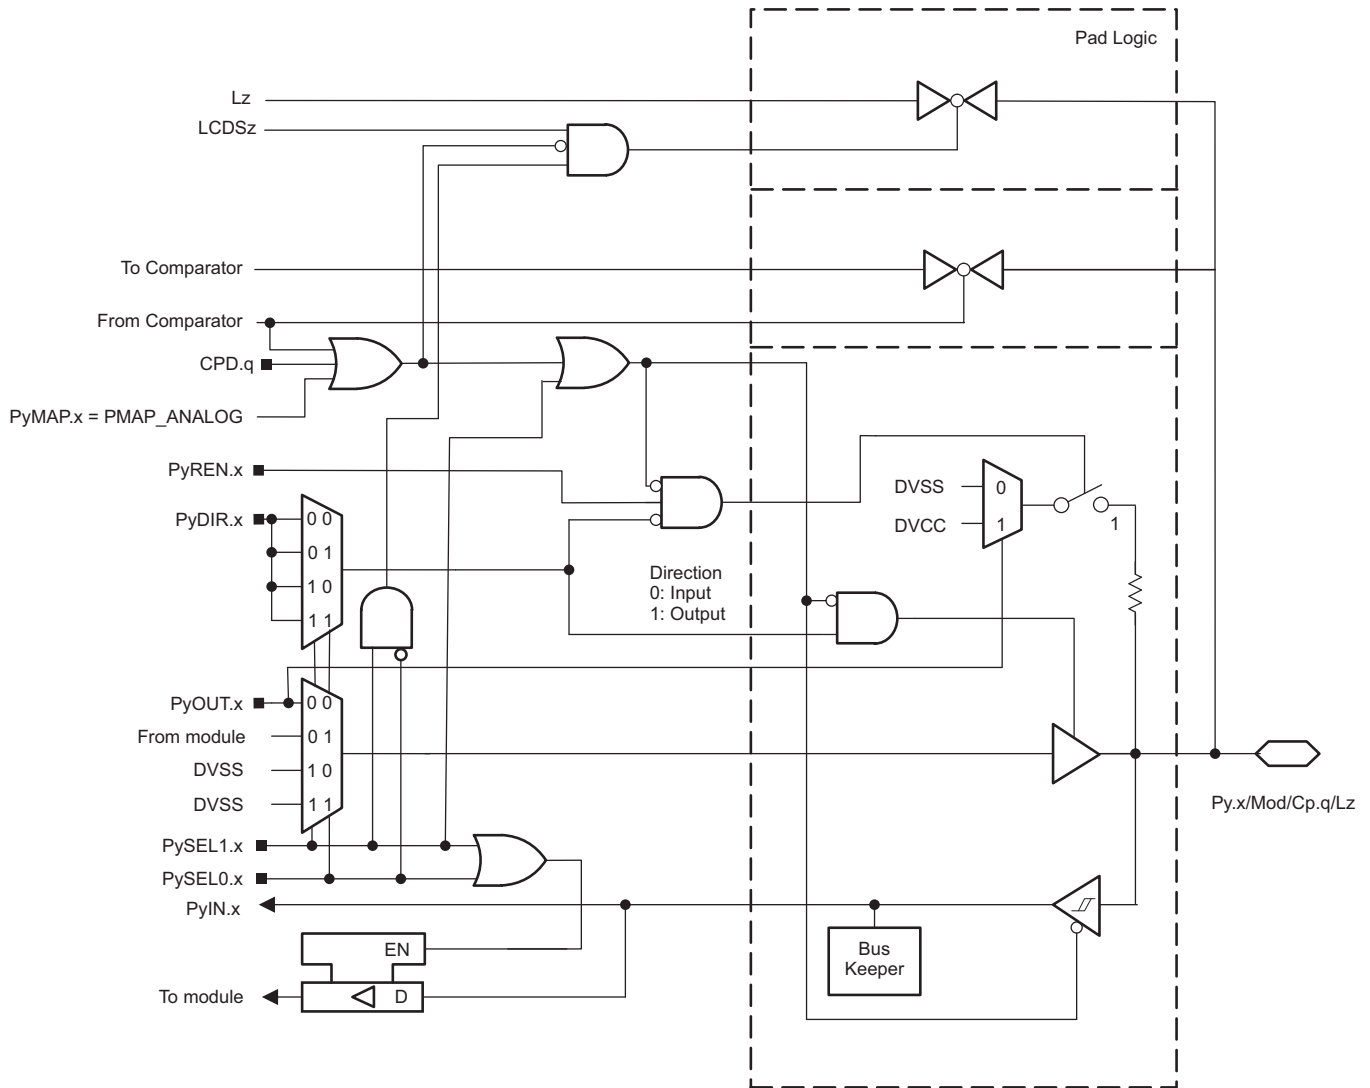 Pad Logic
Lz
LCDSz
To Comparator
From Comparator
CPD.q
PyMAP.x = PMAP_ANALOG
PyREN.x
DVSS
0
DVCC
1
1
PyDIR.x
0 0
0 1
1 0
1 1
Direction
0: Input
1: Output
PyOUT.x
0 0
From module
0 1
DVSS
1 0
DVSS
1 1
Py.x/Mod/Cp.q/Lz
PySEL1.x
PySEL0.x
PyIN.x
EN
Bus
Keeper
To module
D